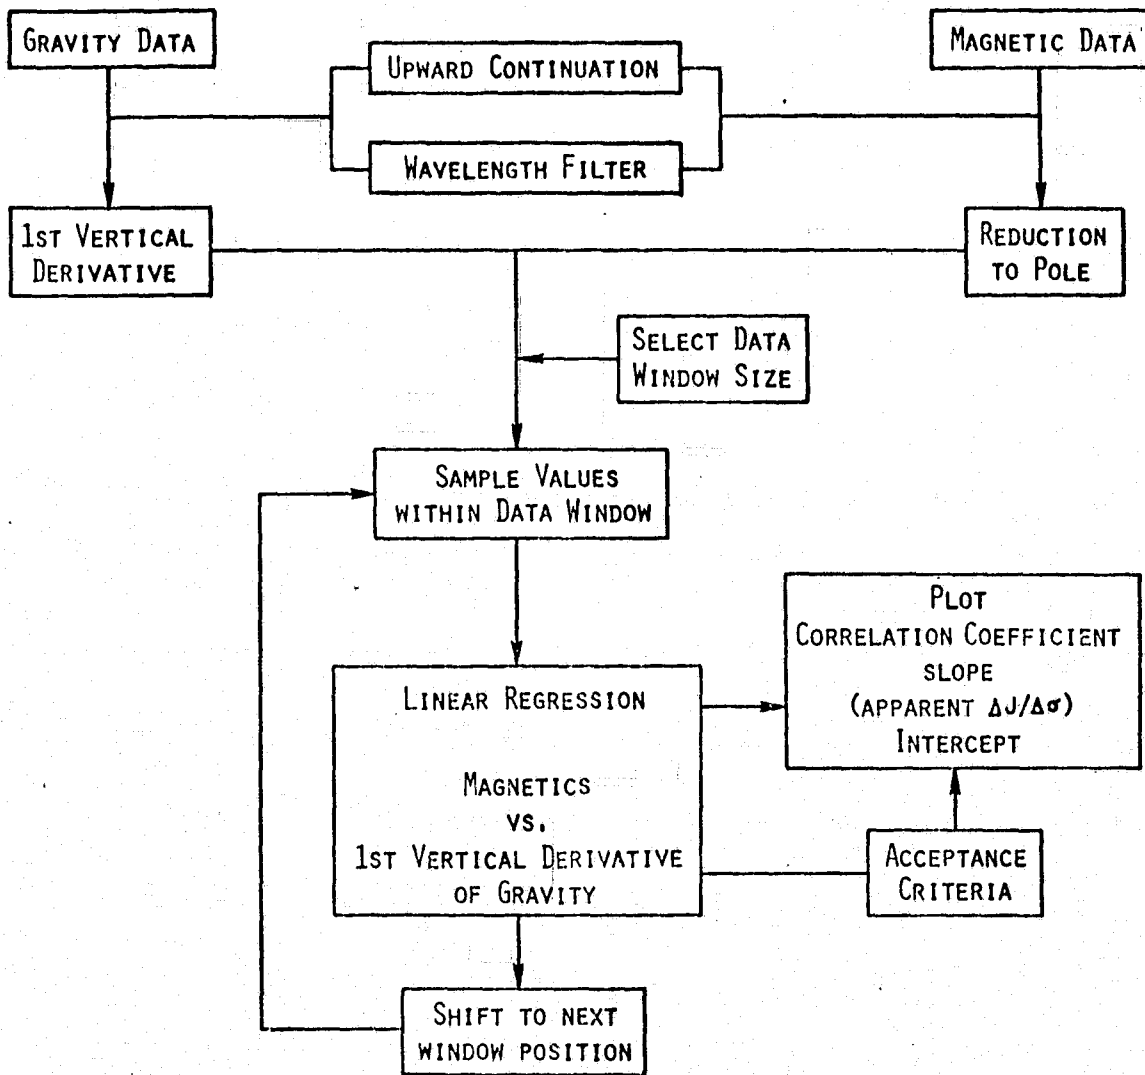 GRAVITY DATA
MAGNETIC DATA
UPWARD CONTINUATION
WAVELENGTH FILTER
1ST VERTICAL
DERIVATIVE
REDUCTION
TO POLE
SELECT DATA
WINDOW SIZE
SAMPLE VALUES
WITHIN DATA WINDOW
LINEAR REGRESSION
MAGNETICS
VS.
1ST VERTICAL DERIVATIVE
OF GRAVITY
PLOT
CORRELATION COEFFICIENT
SLOPE
(APPARENT ΔJ/Δσ)
INTERCEPT
ACCEPTANCE
CRITERIA
SHIFT TO NEXT
WINDOW POSITION